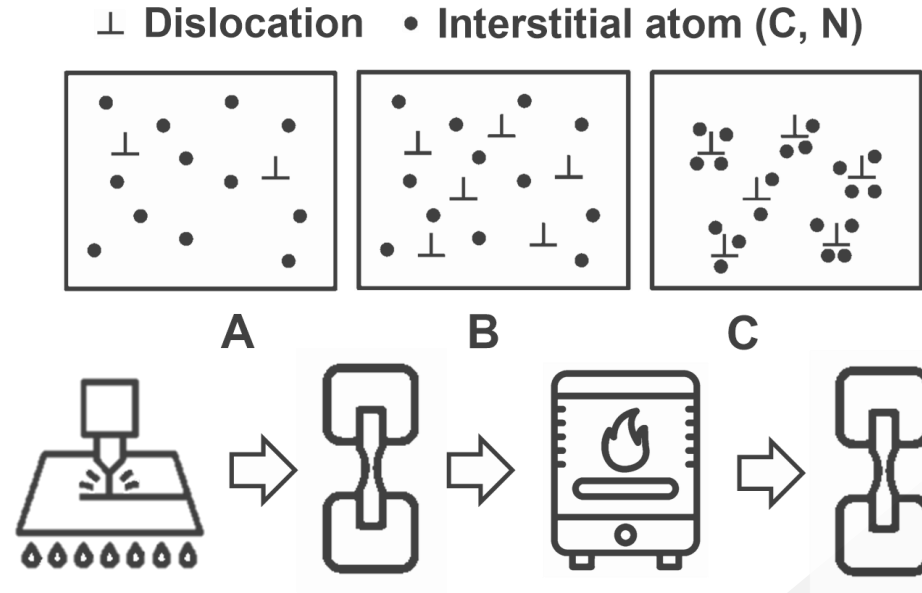 ⊥ Dislocation • Interstitial atom (C, N)
A B C